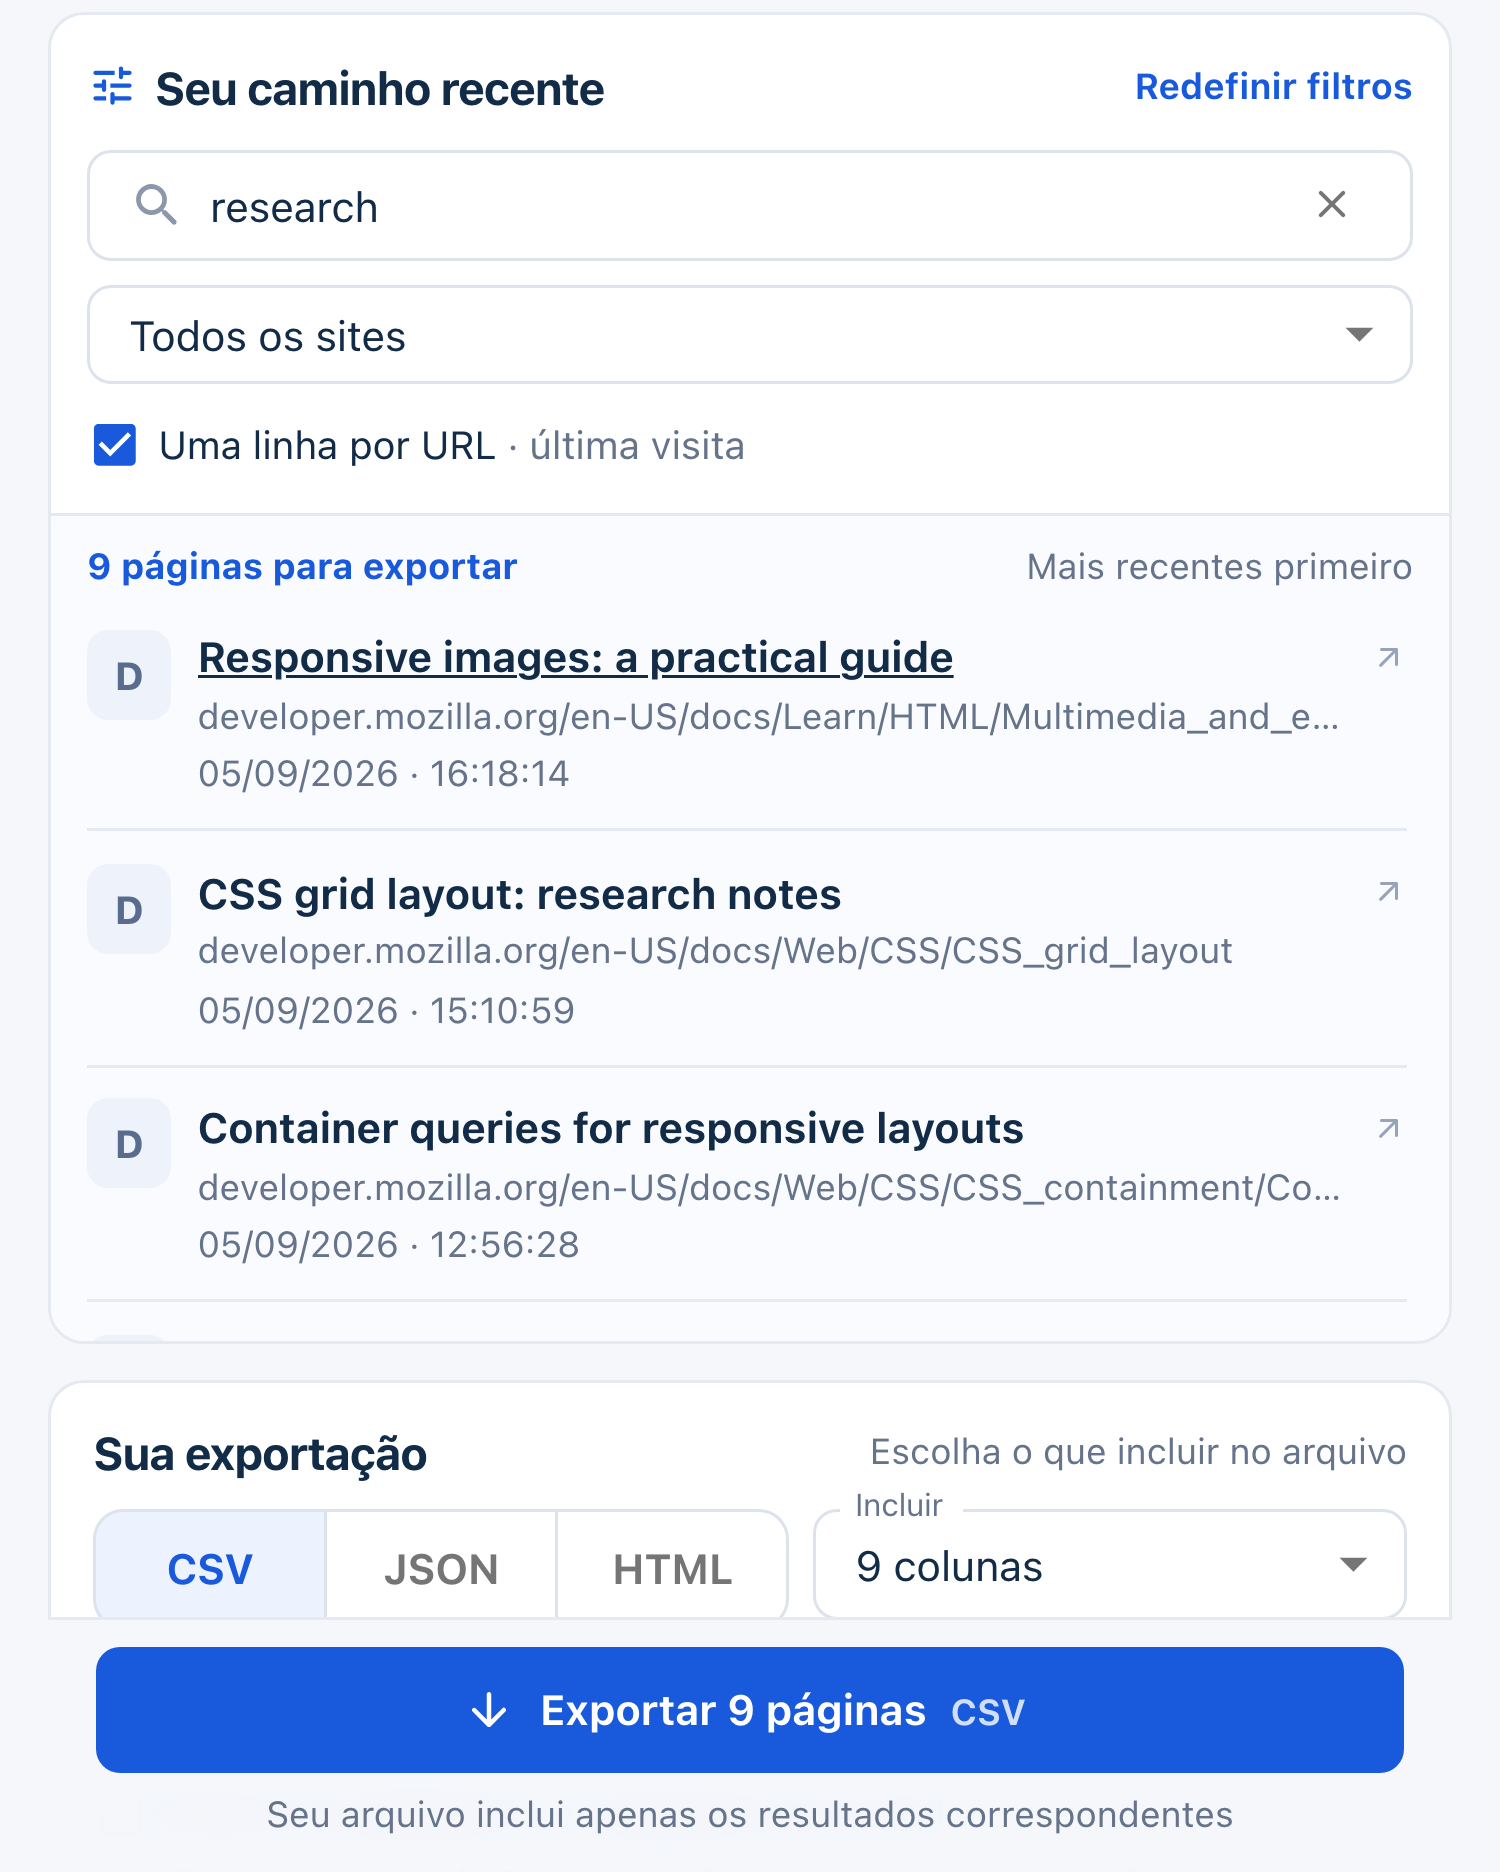 Seu caminho recente
Redefinir filtros
research
Todos os sites
Uma linha por URL · última visita
9 páginas para exportar
Mais recentes primeiro
D
Responsive images: a practical guide
developer.mozilla.org/en-US/docs/Learn/HTML/Multimedia_and_e...
05/09/2026 · 16:18:14
D
CSS grid layout: research notes
developer.mozilla.org/en-US/docs/Web/CSS/CSS_grid_layout
05/09/2026 · 15:10:59
D
Container queries for responsive layouts
developer.mozilla.org/en-US/docs/Web/CSS/CSS_containment/Co...
05/09/2026 · 12:56:28
Sua exportação
Escolha o que incluir no arquivo
CSV
JSON
HTML
Incluir
9 colunas
Exportar 9 páginas CSV
Seu arquivo inclui apenas os resultados correspondentes